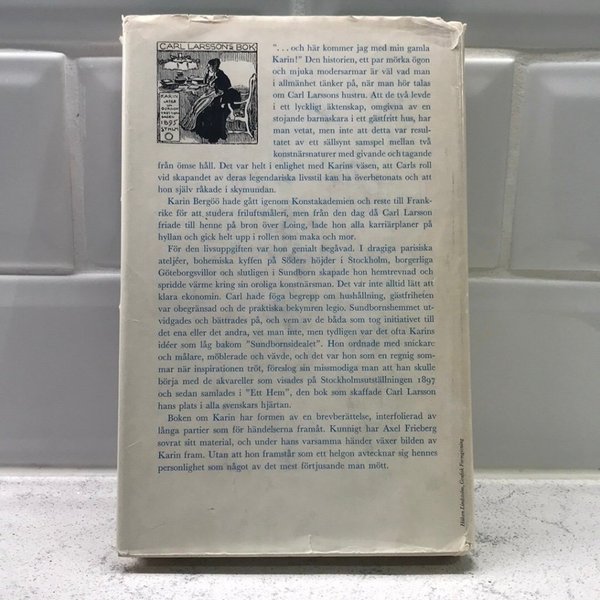 CARL LARSSONS BOK
KARIN
1895
". . . och här kommer jag med min gamla
Karin!" Den historien, ett par mörka ögon
och mjuka modersarmar är väl vad man
i allmänhet tänker på, när man hör talas
om Carl Larssons hustru. Att de två levde
i ett lyckligt äktenskap, omgivna av en
stojande barnaskara i ett gästfritt hus, har
man vetat, men inte att detta var resul-
tatet av ett sällsynt samspel mellan två
konstnärsnaturer med givande och tagande
från ömse håll. Det var helt i enlighet med Karins väsen, att Carls roll
vid skapandet av deras legendariska livsstil kan ha överbetonats och att
hon själv råkade i skymundan.
Karin Bergöö hade gått igenom Konstakademien och reste till Frank-
rike för att studera friluftsmåleri, men från den dag då Carl Larsson
friade till henne på bron över Loing, lade hon alla karriärplaner på
hyllan och gick helt upp i rollen som maka och mor.
För den livsuppgiften var hon genialt begåvad. I dragiga parisiska
ateljéer, bohemiska kyffen på Söders höjder i Stockholm, borgerliga
Göteborgsvillor och slutligen i Sundborn skapade hon hemtrevnad och
spridde värme kring sin oroliga konstnärsman. Det var inte alltid lätt att
klara ekonomin. Carl hade föga begrepp om hushållning, gästfriheten
var obegränsad och de praktiska bekymren legio. Sundbornshemmet ut-
vidgades och bättrades på, och vem av de båda som tog initiativet till
det ena eller det andra, vet man inte, men tydligen var det ofta Karins
idéer som låg bakom "Sundbornsidealet". Hon ordnade med snickare
och målare, möblerade och vävde, och det var hon som en regnig som-
mar när inspirationen tröt, föreslog sin missmodiga man att han skulle
börja med de akvareller som visades på Stockholmsutställningen 1897
och sedan samlades i "Ett Hem", den bok som skaffade Carl Larsson
hans plats i alla svenskars hjärtan.
Boken om Karin har formen av en brevberättelse, interfolierad av
långa partier som för händelserna framåt. Kunnigt har Axel Frieberg
sovrat sitt material, och under hans varsamma händer växer bilden av
Karin fram. Utan att hon framstår som ett helgon avtecknar sig hennes
personlighet som något av det mest förtjusande man mött.
Håkan Lindström, Grafisk Formgivning